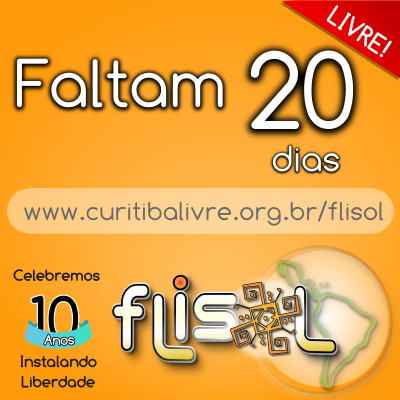 LIVRE!
Faltam 20
dias
www.curitibalivre.org.br/flisol
Celebremos
10
Anos
Instalando
Liberdade
FLISOL